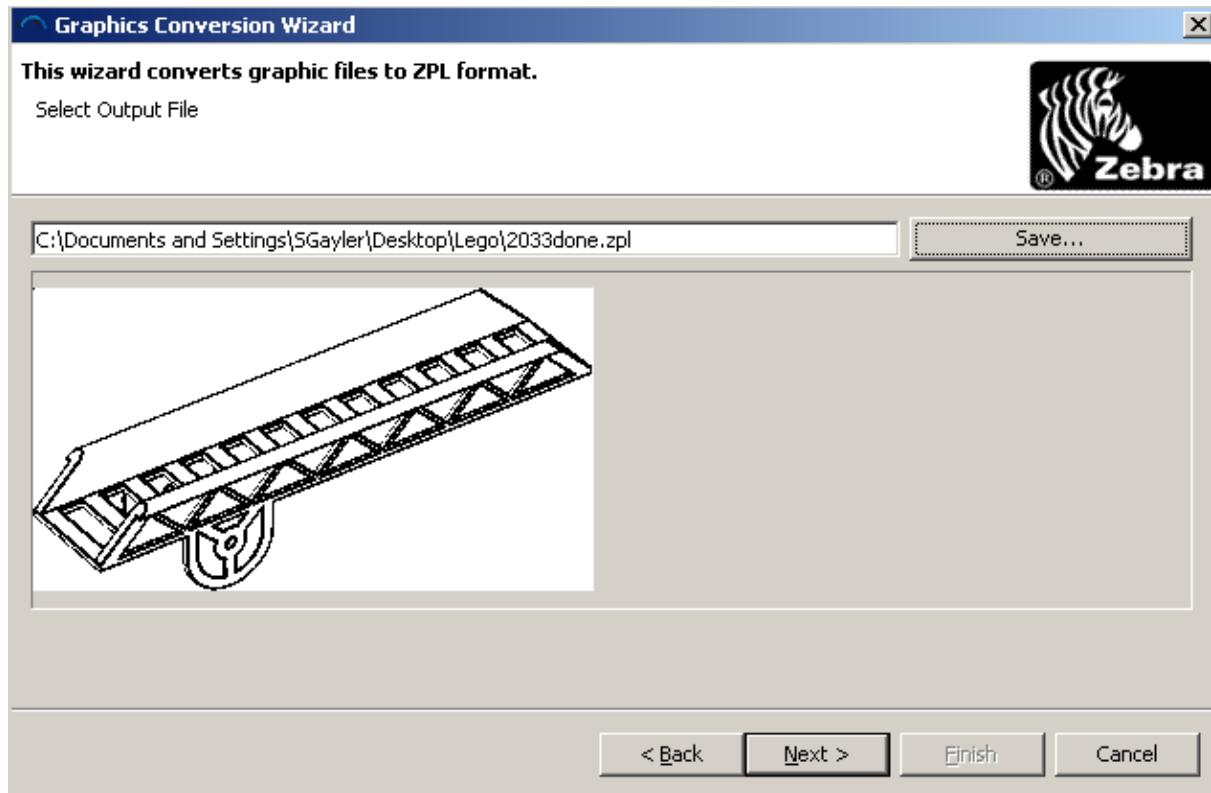 Graphics Conversion Wizard
This wizard converts graphic files to ZPL format.
Select Output File
® Zebra
C:\Documents and Settings\SGayler\Desktop\Lego\2033done.zpl
Save...
< Back
Next >
Finish
Cancel